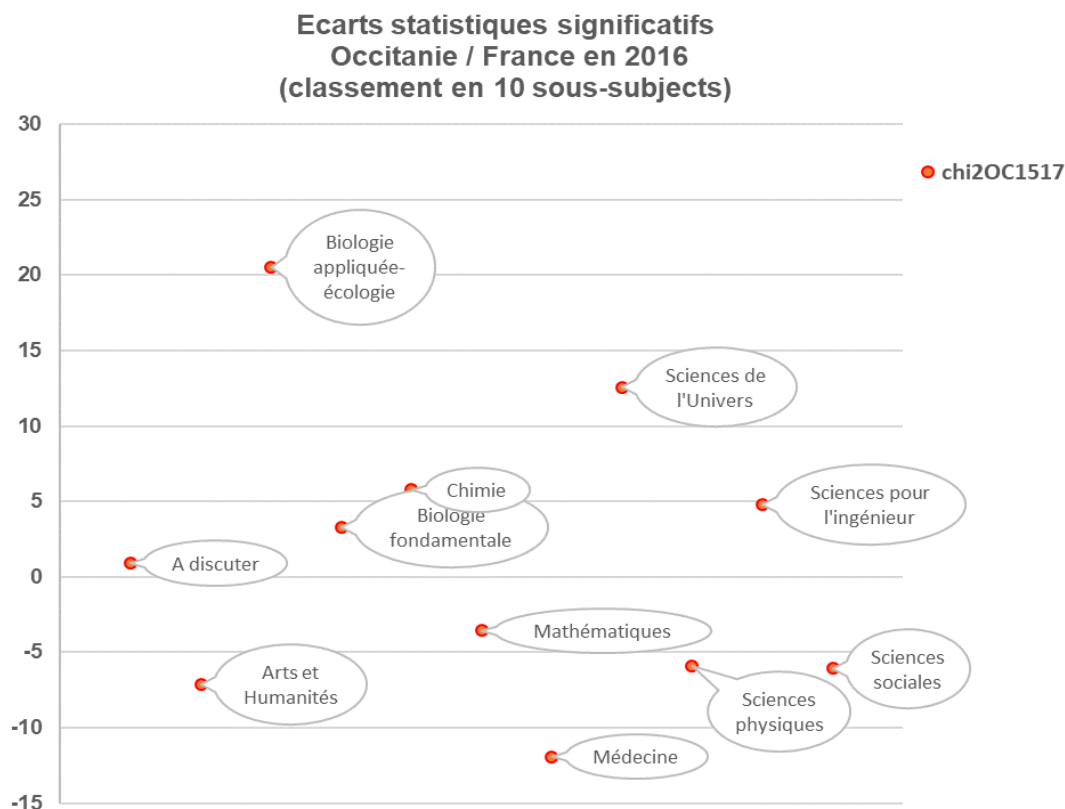 Ecarts statistiques significatifs
Occitanie / France en 2016
(classement en 10 sous-subjects)
30
25
20
15
10
5
0
-5
-10
-15
chi2OC1517
Biologie
appliquée-
écologie
Sciences de
l'Univers
Chimie
Biologie
fondamentale
Sciences pour
l'ingénieur
A discuter
Mathématiques
Arts et
Humanités
Sciences
physiques
Sciences
sociales
Médecine